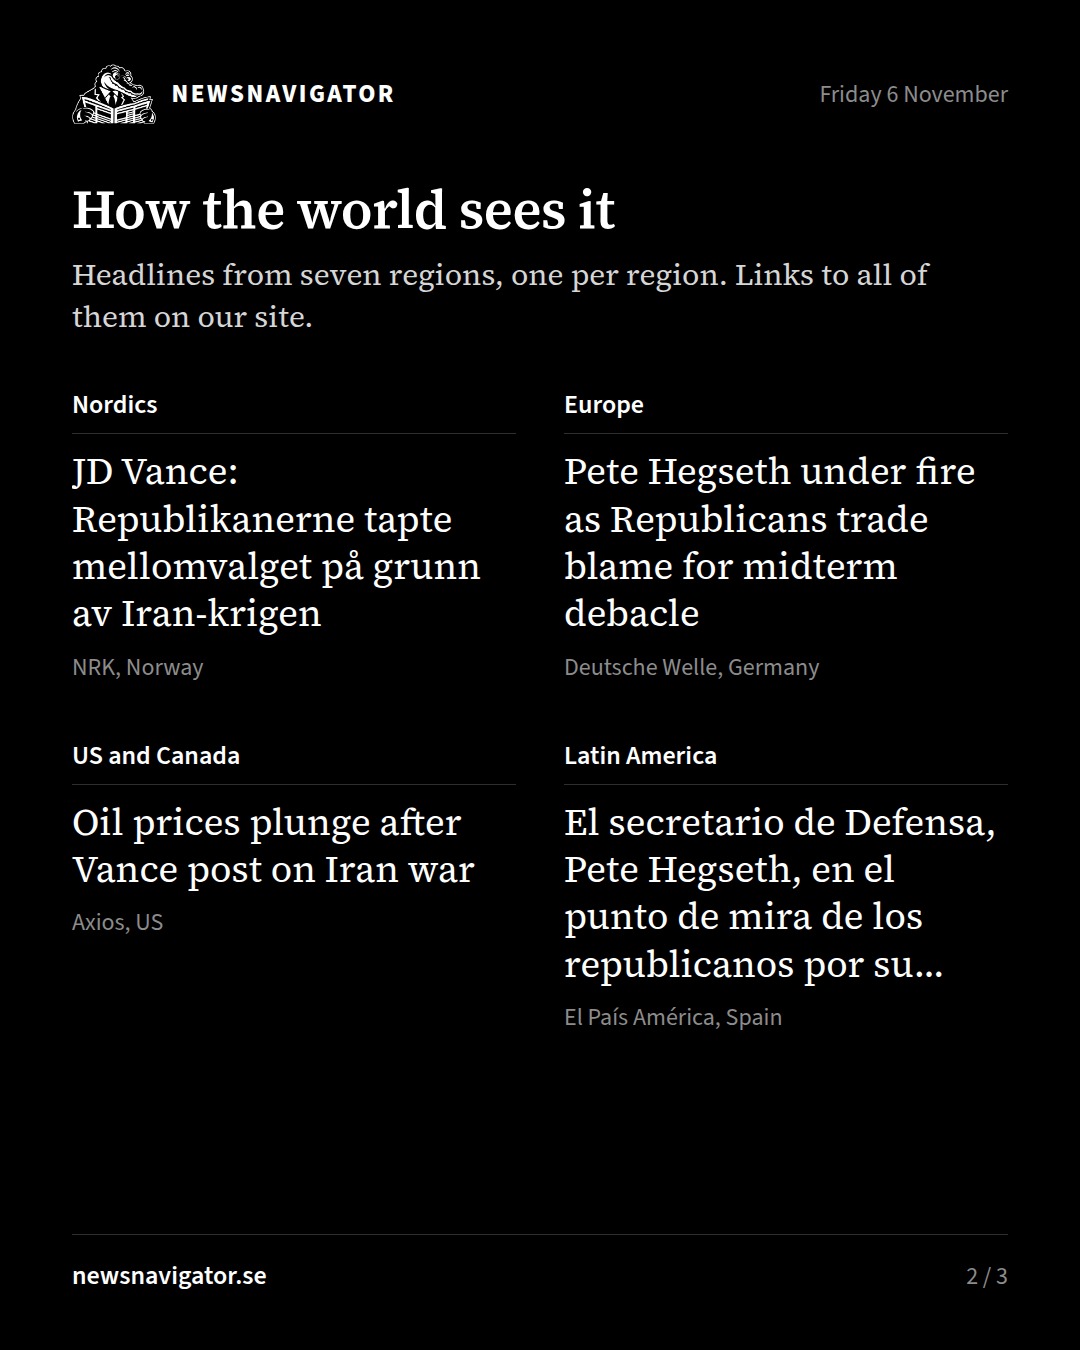 NEWSNAVIGATOR
Friday 6 November
How the world sees it
Headlines from seven regions, one per region. Links to all of
them on our site.
Nordics
JD Vance:
Republikanerne tapte
mellomvalget på grunn
av Iran-krigen
NRK, Norway
Europe
Pete Hegseth under fire
as Republicans trade
blame for midterm
debacle
Deutsche Welle, Germany
US and Canada
Oil prices plunge after
Vance post on Iran war
Axios, US
Latin America
El secretario de Defensa,
Pete Hegseth, en el
punto de mira de los
republicanos por su...
El País América, Spain
newsnavigator.se
2 / 3